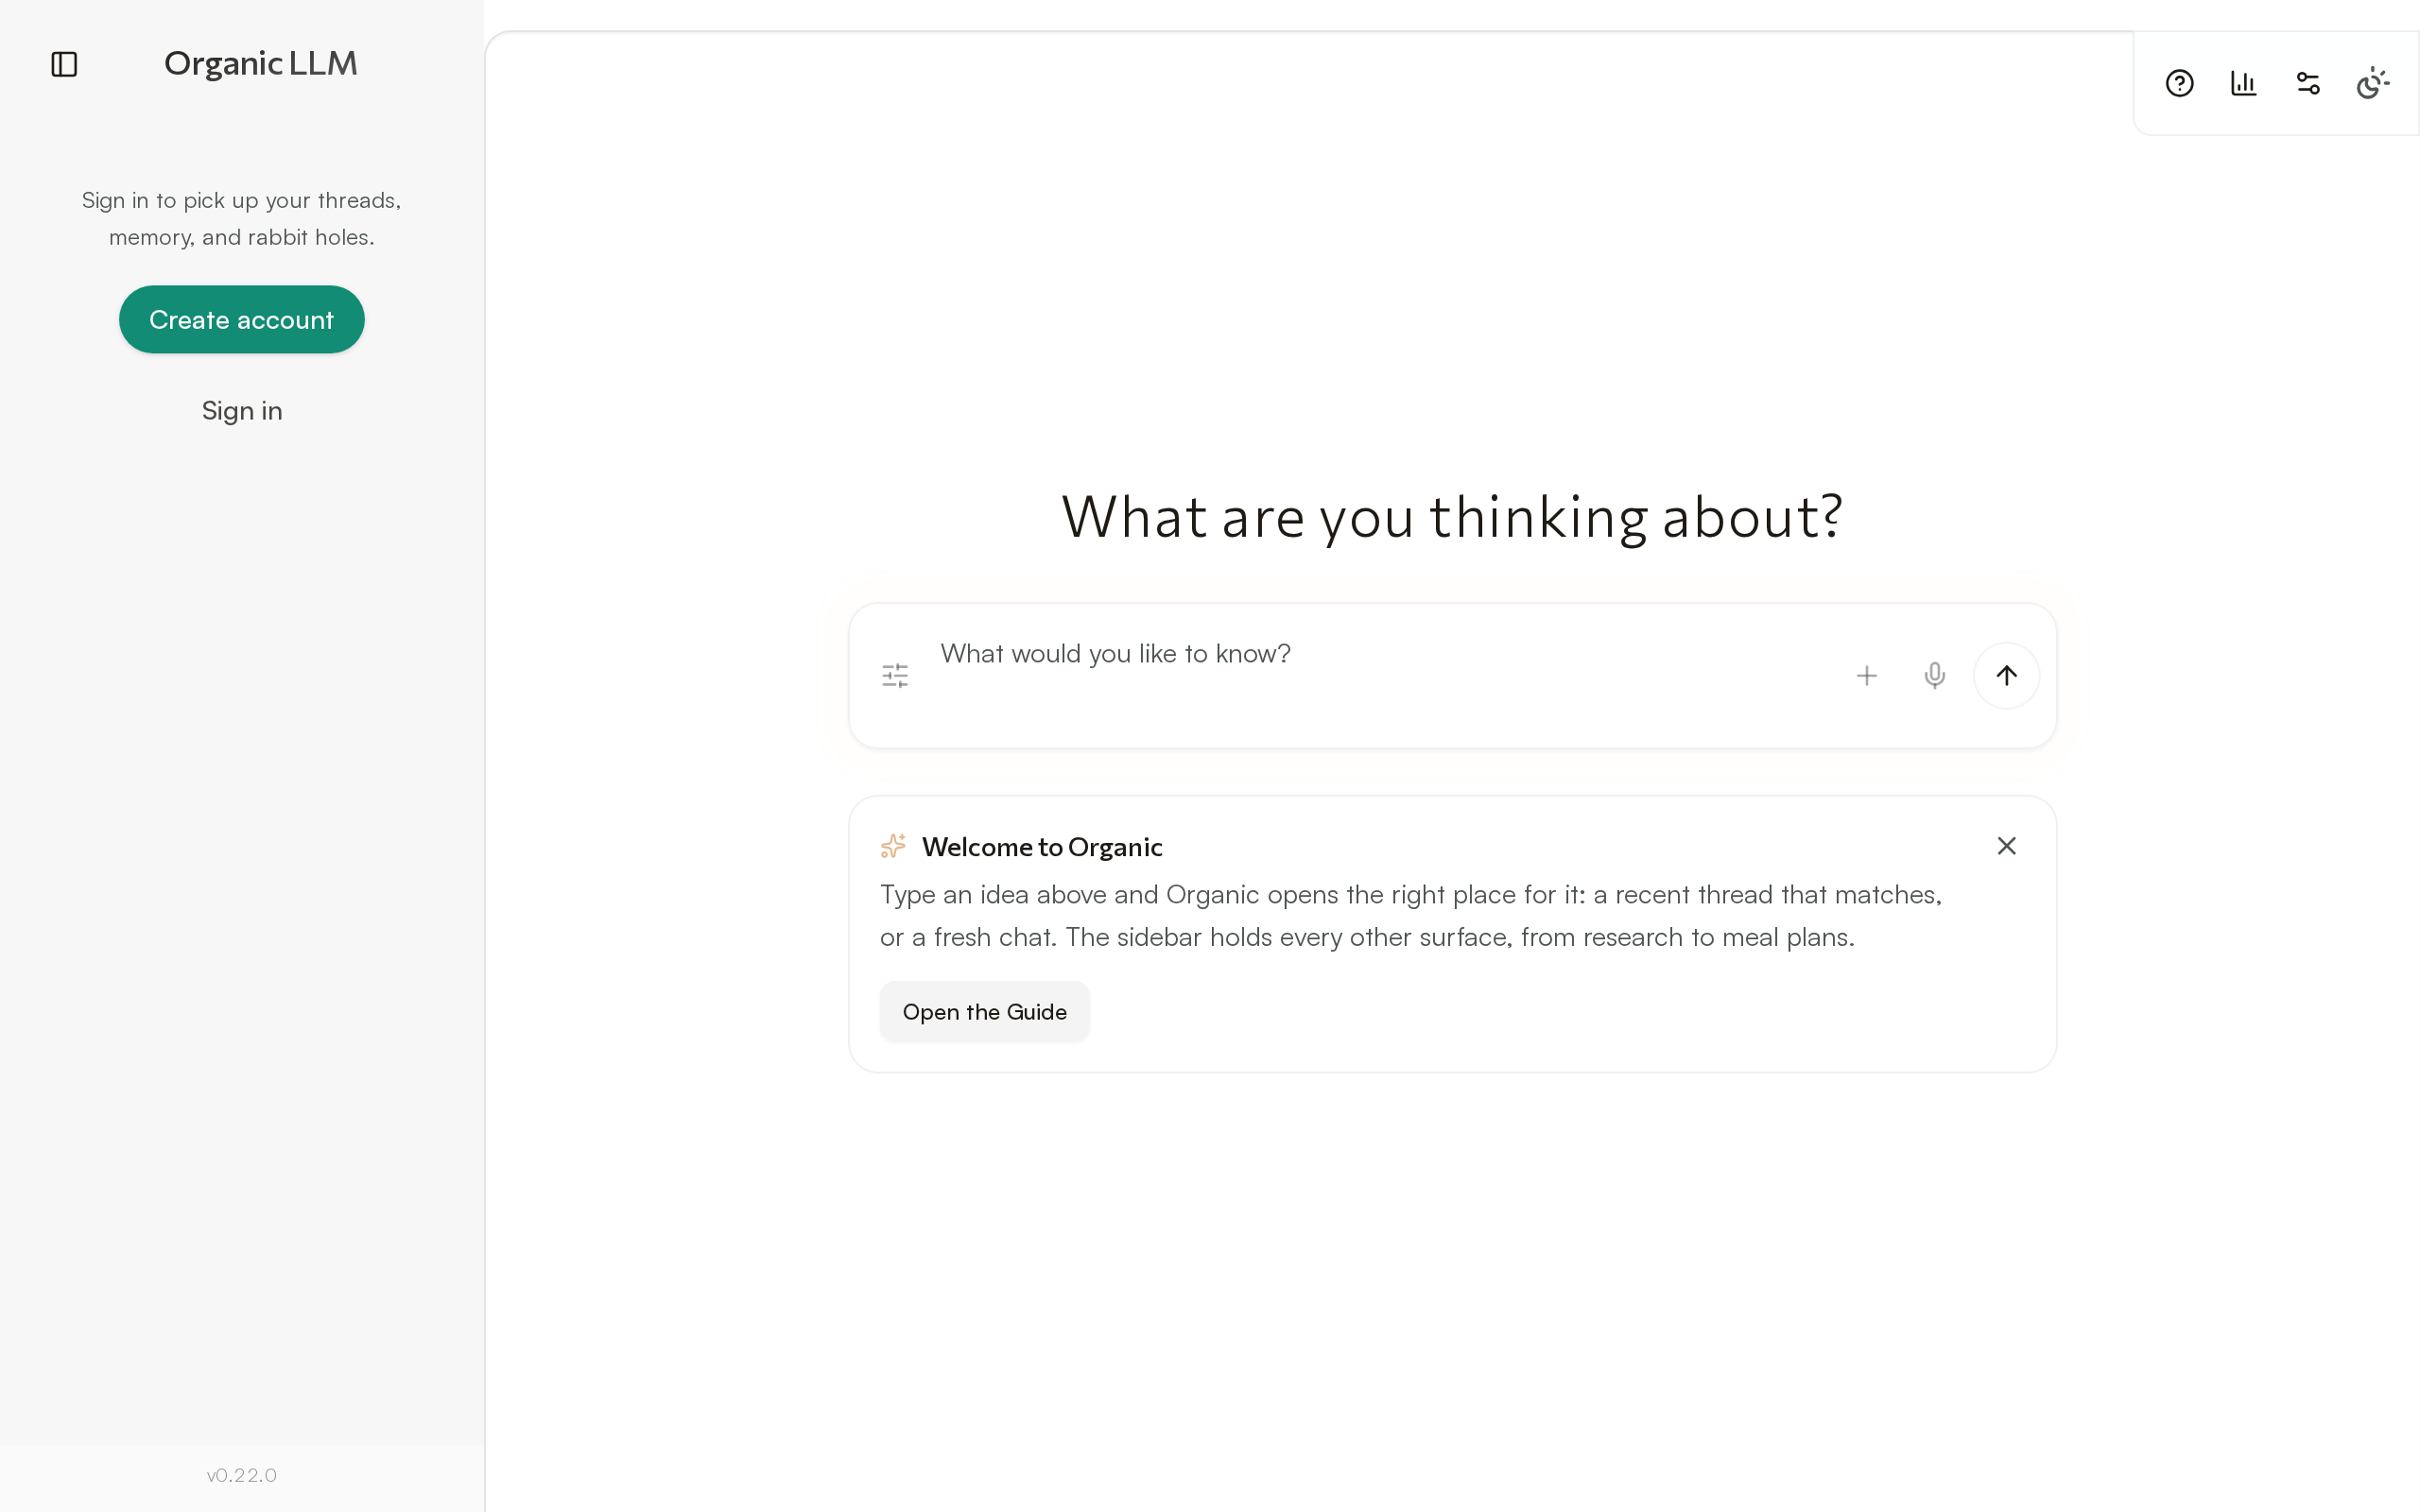 Organic LLM
Sign in to pick up your threads,
memory, and rabbit holes.
Create account
Sign in
v0.22.0
What are you thinking about?
What would you like to know?
Welcome to Organic
Type an idea above and Organic opens the right place for it: a recent thread that matches,
or a fresh chat. The sidebar holds every other surface, from research to meal plans.
Open the Guide